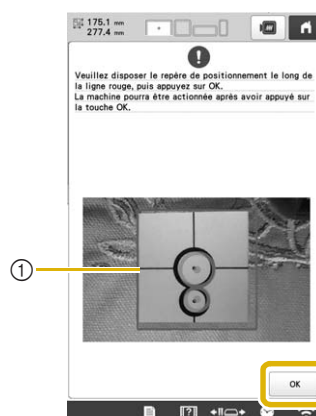 175.1 mm
277.4 mm
Veuillez disposer le repère de positionnement le long de
la ligne rouge, puis appuyez sur OK.
La machine pourra être actionnée après avoir appuyé sur
la touche OK.
①
OK